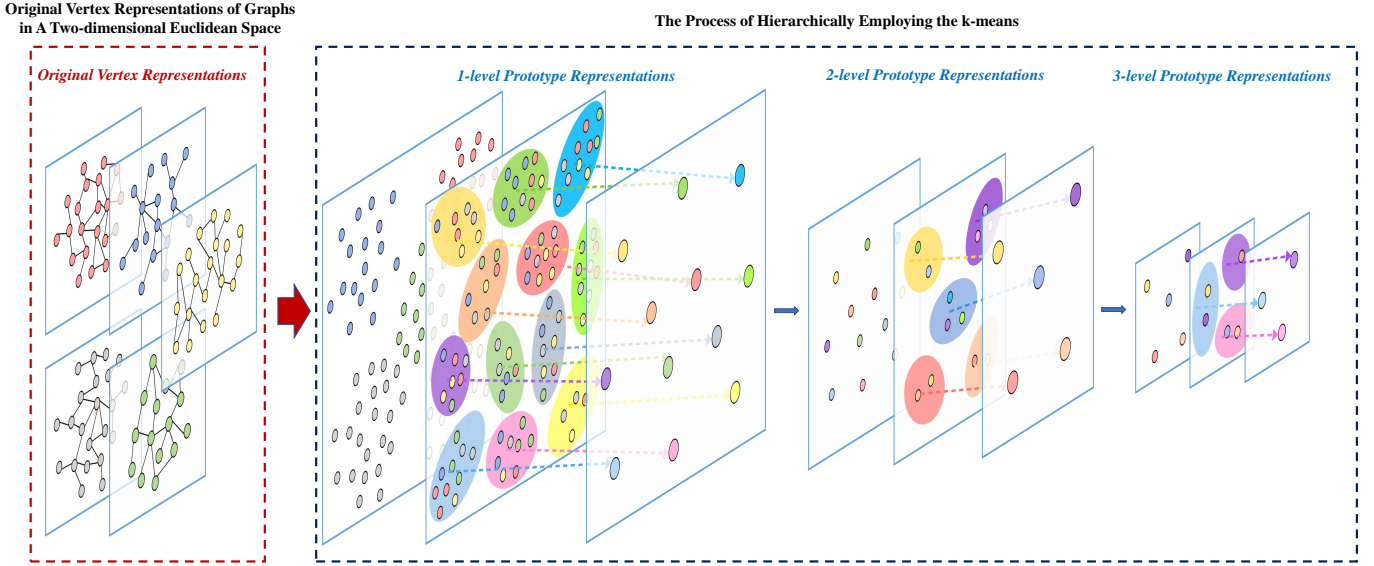 Original Vertex Representations of Graphs
in A Two-dimensional Euclidean Space
The Process of Hierarchically Employing the k-means
Original Vertex Representations
1-level Prototype Representations
2-level Prototype Representations
3-level Prototype Representations